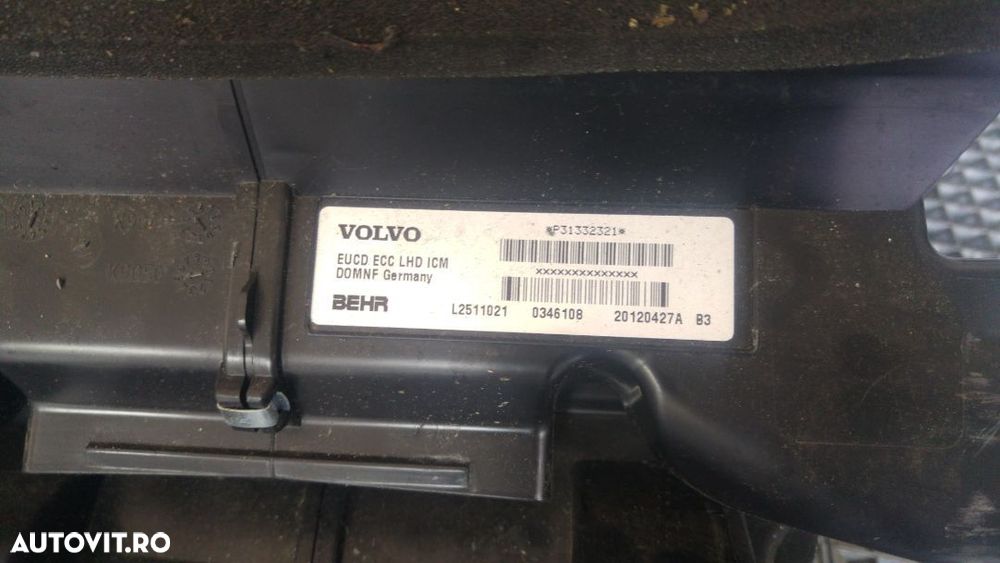 VOLVO
*P31332321*
EUCD ECC LHD ICM
DOMNF Germany
xxxxxxxxxxxxxxx
BEHR
L2511021 0346108 20120427A B3
AUTOVIT.RO